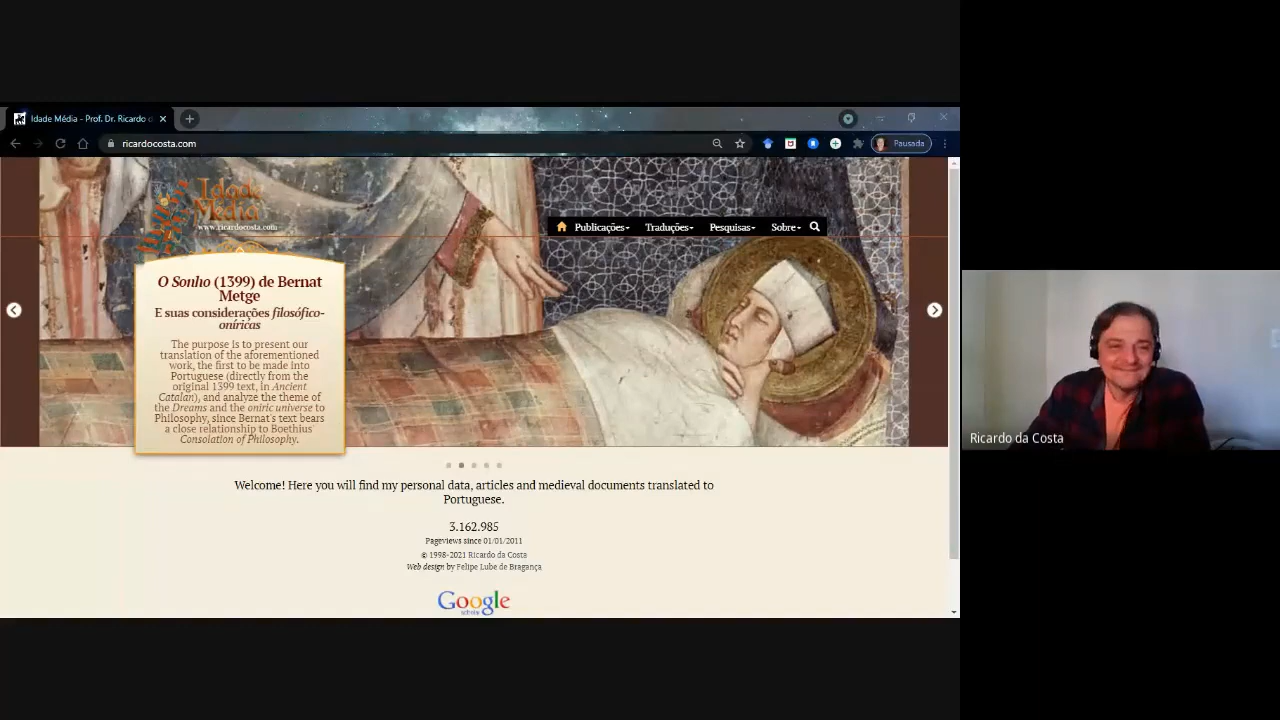 Idade Média - Prof. Dr. Ricardo d
ricardocosta.com
Pausada
Idade
Média
www.ricardocosta.com
Publicações
Traduções
Pesquisas
Sobre
O Sonho (1399) de Bernat
Metge
E suas considerações filosófico-
oníricas
The purpose is to present our
translation of the aforementioned
work, the first to be made into
Portuguese (directly from the
original 1399 text, in Ancient
Catalan), and analyze the theme of
the Dreams and the oniric universe to
Philosophy, since Bernat's text bears
a close relationship to Boethius'
Consolation of Philosophy.
Welcome! Here you will find my personal data, articles and medieval documents translated to
Portuguese.
3.162.985
Pageviews since 01/01/2011
© 1998-2021 Ricardo da Costa
Web design by Felipe Lube de Bragança
Google
scholar
Ricardo da Costa